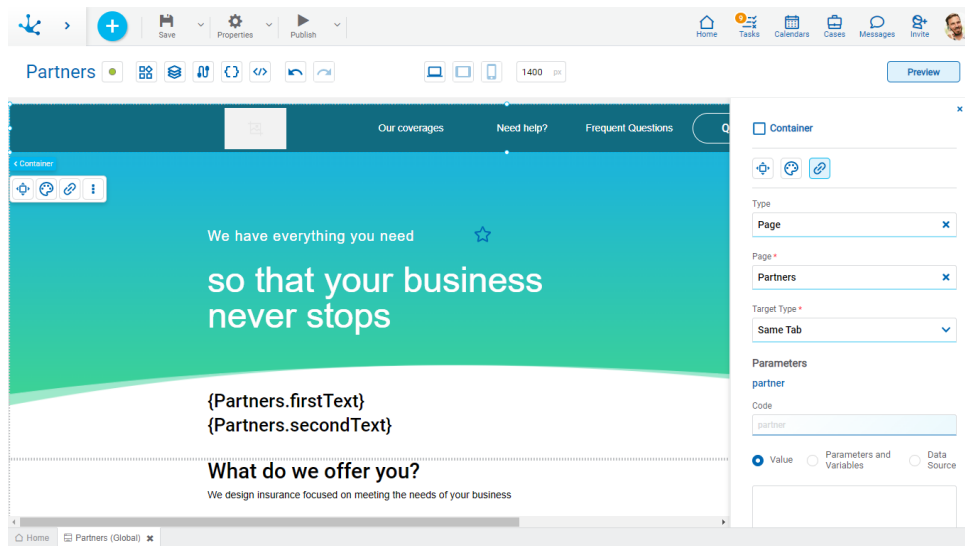 Save
Properties
Publish
Home
9
Tasks
Calendars
Cases
Messages
Invite
Partners
1400 px
Preview
Our coverages
Need help?
Frequent Questions
Q
< Container
We have everything you need
so that your business
never stops
{Partners.firstText}
{Partners.secondText}
What do we offer you?
We design insurance focused on meeting the needs of your business
Container
Type
Page
Page *
Partners
Target Type *
Same Tab
Parameters
partner
Code
partner
Value
Parameters and
Variables
Data
Source
Home
Partners (Global)